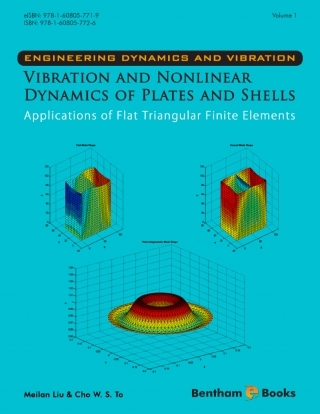 eISBN: 978-1-60805-771-9
Volume 1
ISBN: 978-1-60805-772-6
ENGINEERING DYNAMICS AND VIBRATION
VIBRATION AND NONLINEAR
DYNAMICS OF PLATES AND SHELLS
Applications of Flat Triangular Finite Elements
Meilan Liu & Cho W. S. To
Bentham e Books